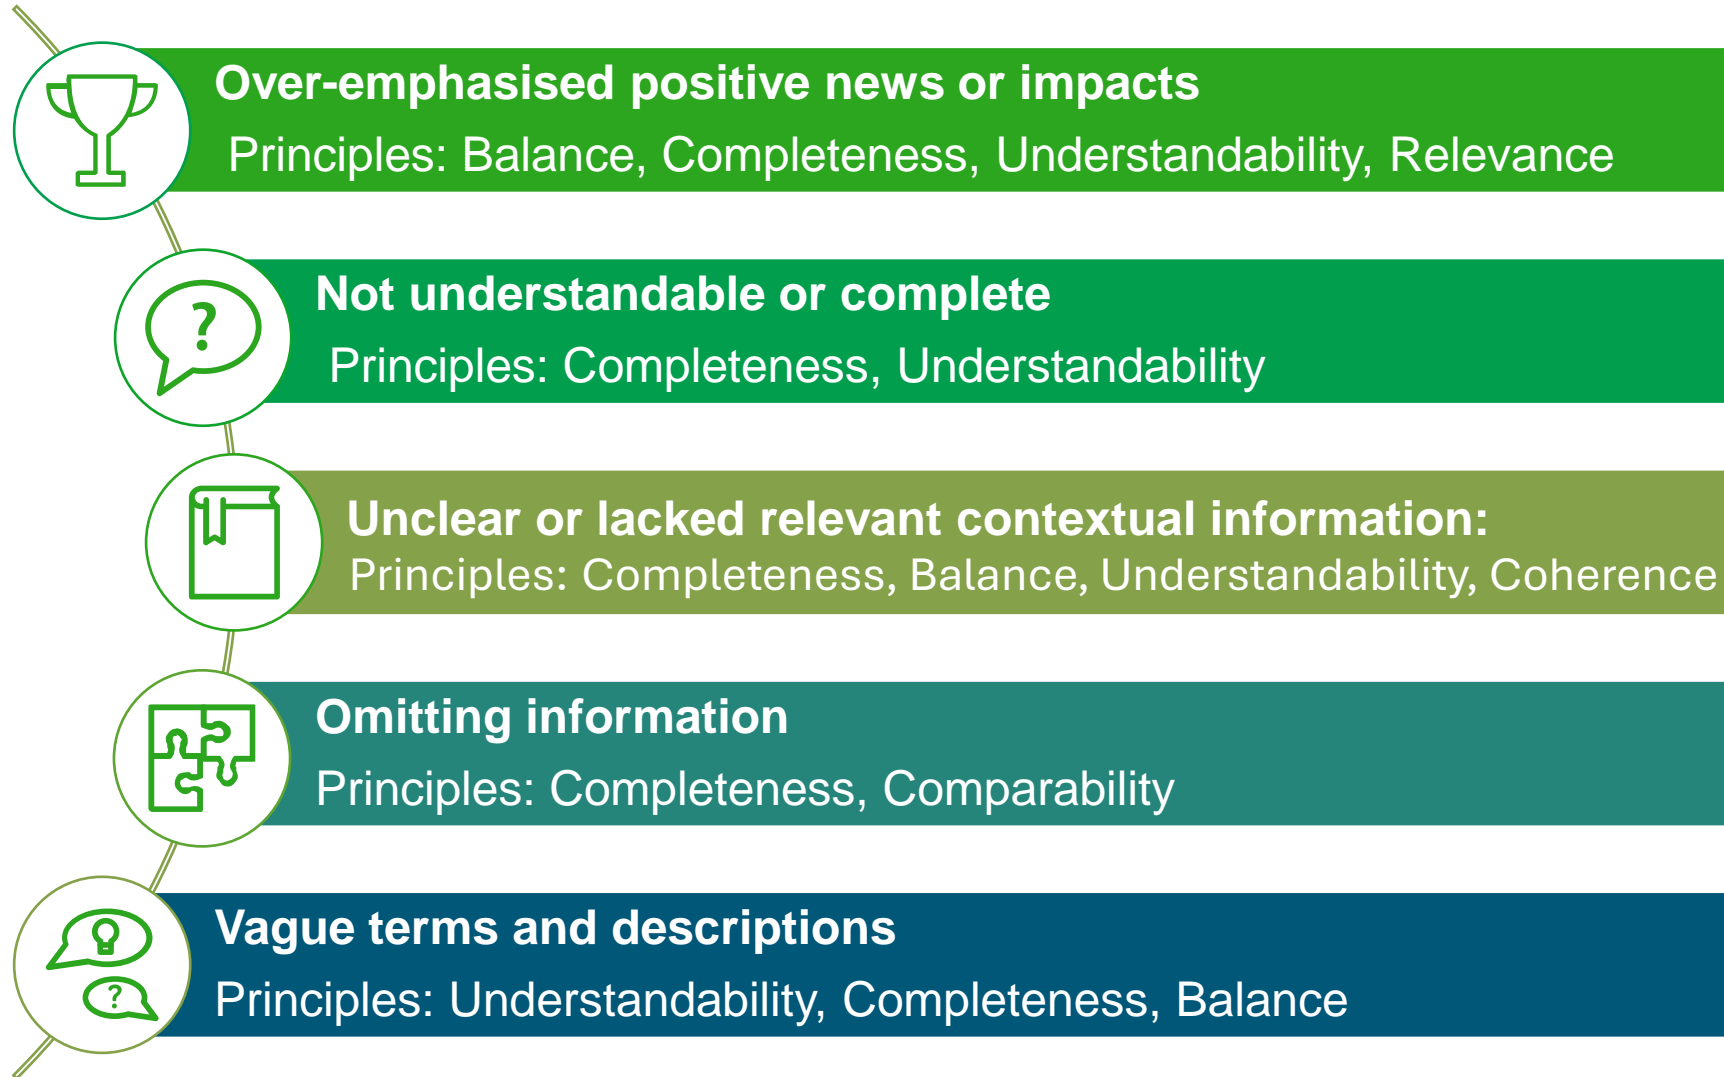 Over-emphasised positive news or impacts
Principles: Balance, Completeness, Understandability, Relevance
?
Not understandable or complete
Principles: Completeness, Understandability
Unclear or lacked relevant contextual information:
Principles: Completeness, Balance, Understandability, Coherence
Omitting information
Principles: Completeness, Comparability
Vague terms and descriptions
?
Principles: Understandability, Completeness, Balance